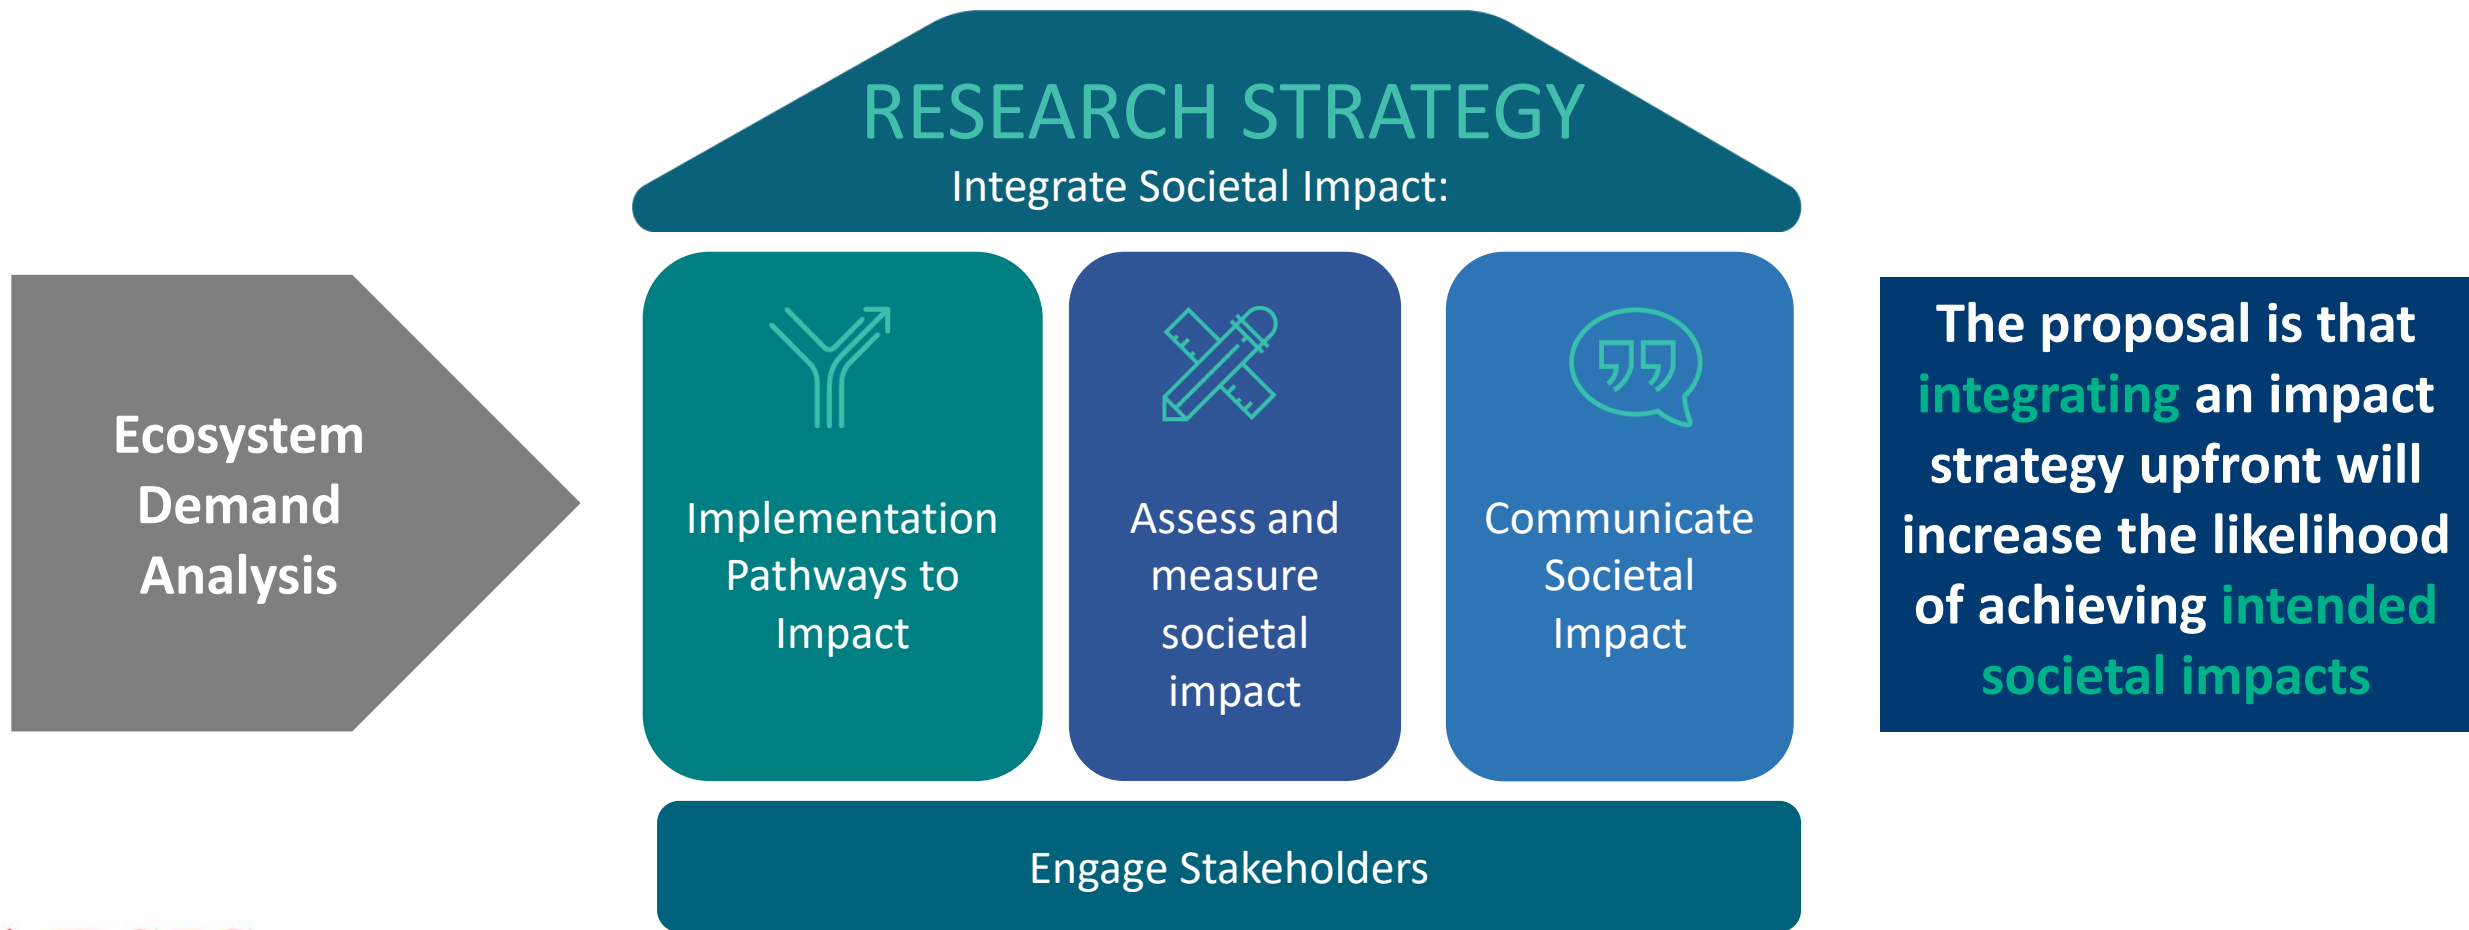 RESEARCH STRATEGY
Integrate Societal Impact:
Ecosystem
Demand
Analysis
Implementation
Pathways to
Impact
Assess and
measure
societal
impact
Communicate
Societal
Impact
The proposal is that
integrating an impact
strategy upfront will
increase the likelihood
of achieving intended
societal impacts
Engage Stakeholders